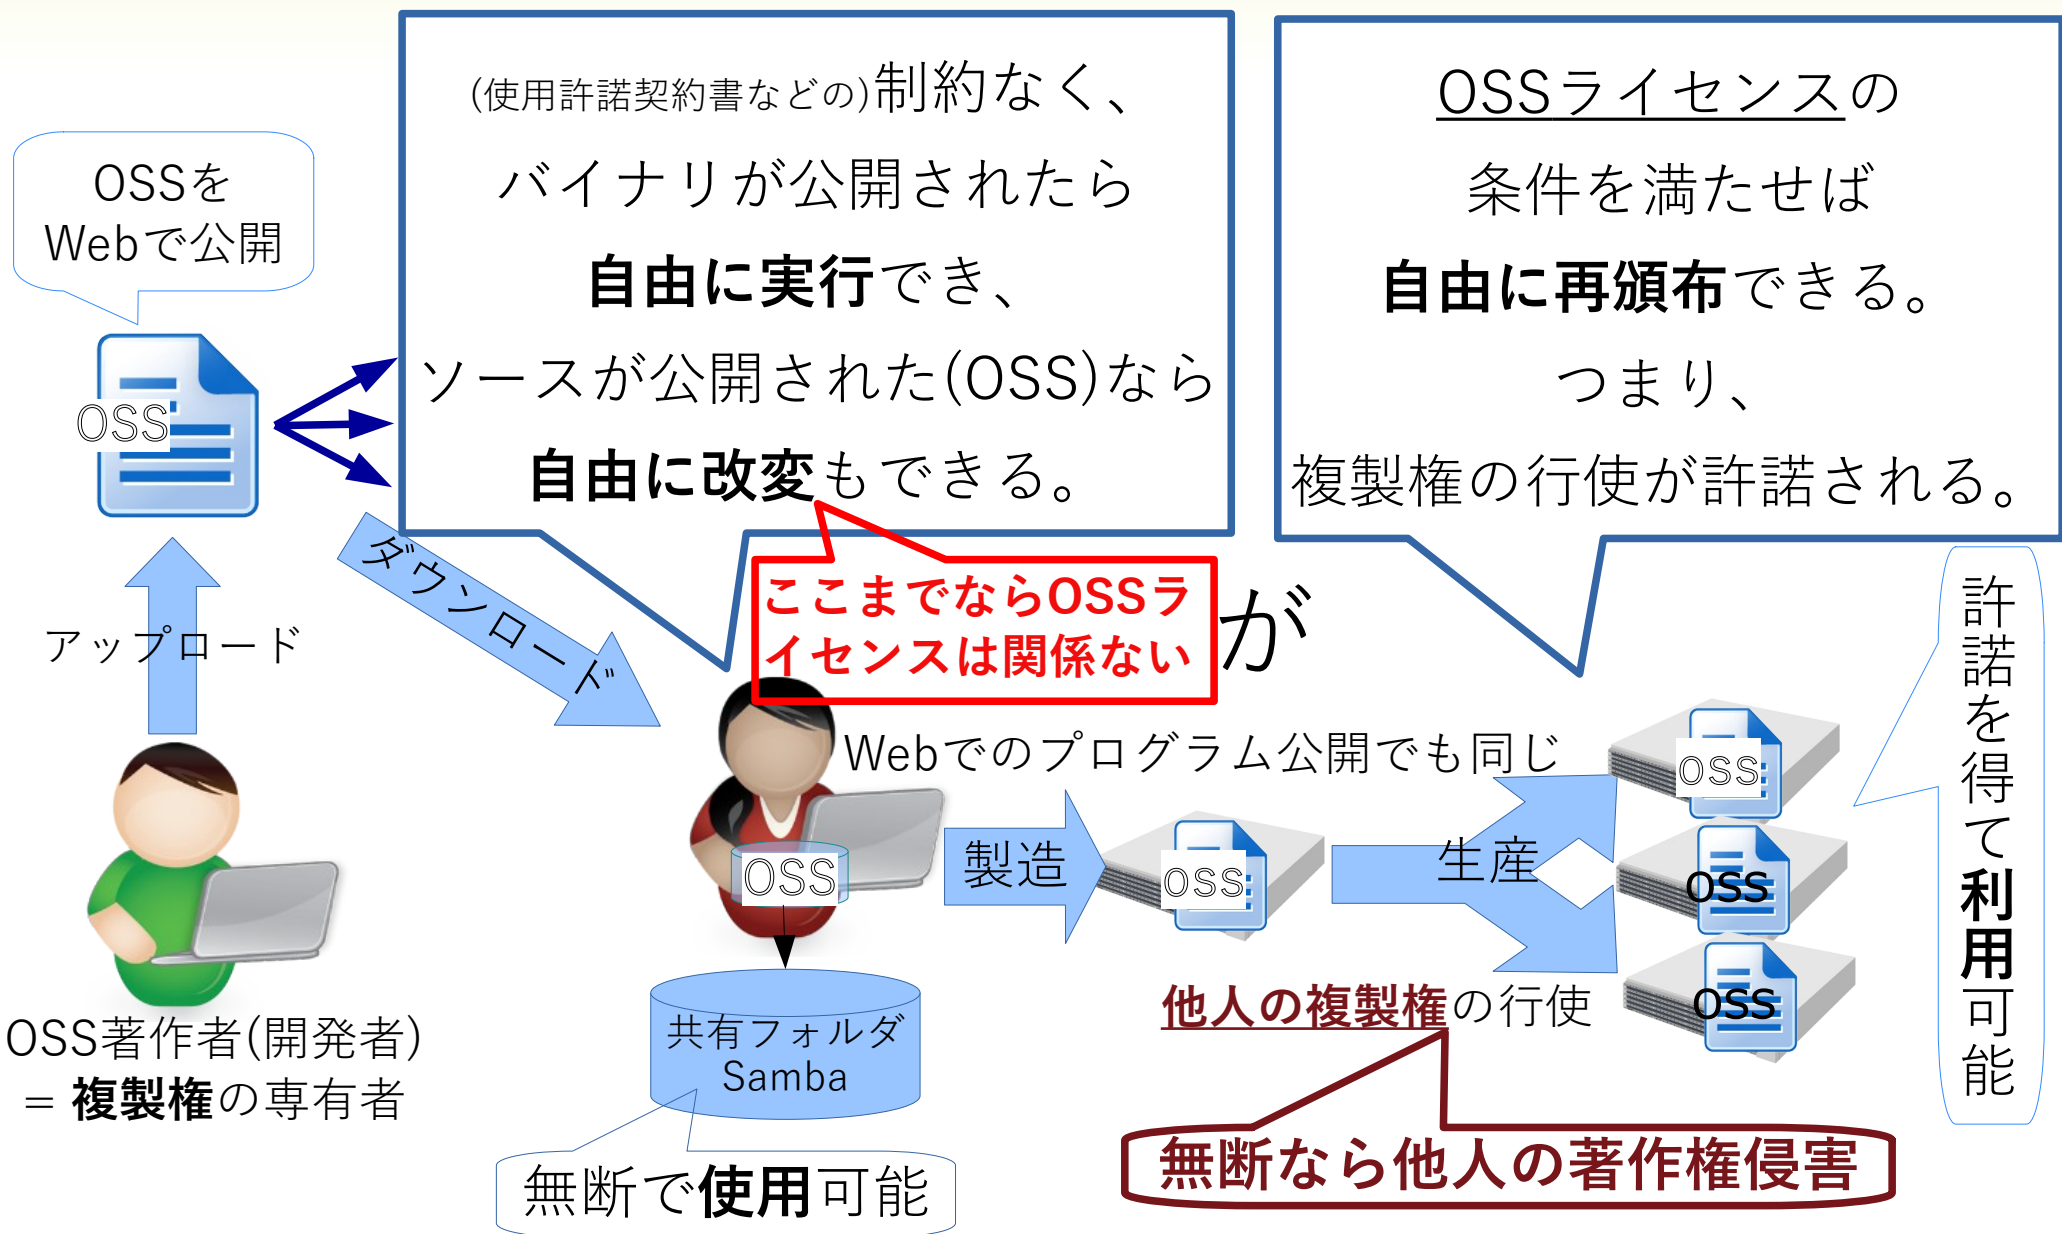 (使用許諾契約書などの)制約なく、
バイナリが公開されたら
自由に実行でき、
ソースが公開された(OSS)なら
自由に改変もできる。
OSSライセンスの
条件を満たせば
自由に再頒布できる。
つまり、
複製権の行使が許諾される。
OSSを
Webで公開
OSS
ダウンロード
ここまでならOSSラ
イセンスは関係ない
が
アップロード
許諾を得て利用可能
Webでのプログラム公開でも同じ
OSS
製造
OSS
生産
OSS
OSS
OSS
他人の複製権の行使
OSS著作者(開発者)
= 複製権の専有者
共有フォルダ
Samba
無断で使用可能
無断なら他人の著作権侵害